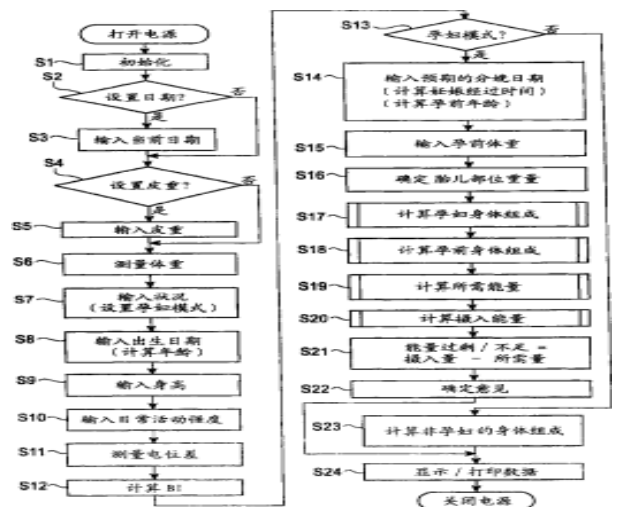 打开电源
S1
初始化
S2
设置日期?
否
是
S3
输入当前日期
S4
设置皮重?
否
是
S5
输入皮重
S6
测量体重
S7
输入状况
(设置孕妇模式)
S8
输入出生日期
(计算年龄)
S9
输入身高
S10
输入日常活动强度
S11
测量电位差
S12
计算BI
S13
孕妇模式?
否
是
S14
输入预期的分娩日期
(计算妊娠经过时间)
(计算孕前年龄)
S15
输入孕前体重
S16
确定胎儿部位重量
S17
计算孕妇身体组成
S18
计算孕前身体组成
S19
计算所需能量
S20
计算摄入能量
S21
能量过剩/不足=
摄入量-所需量
S22
确定意见
S23
计算非孕妇的身体组成
S24
显示/打印数据
关闭电源